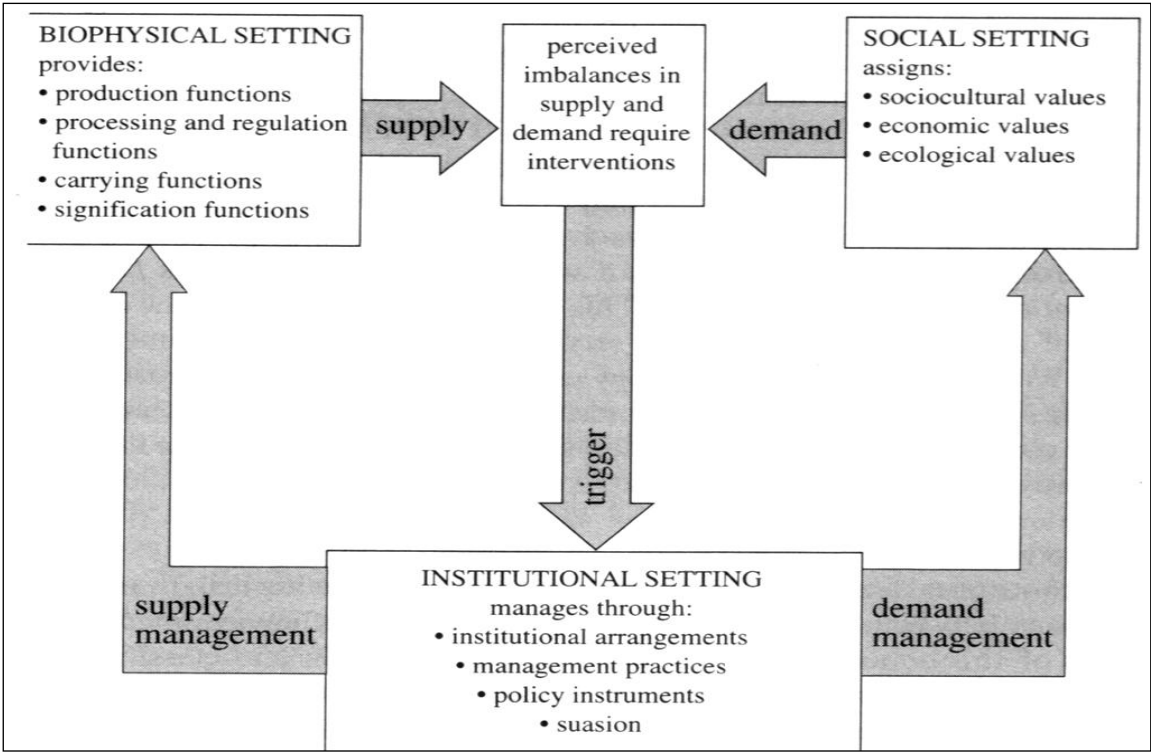 BIOPHYSICAL SETTING
provides:
• production functions
• processing and regulation
functions
• carrying functions
• signification functions
supply
perceived
imbalances in
supply and
demand require
interventions
demand
SOCIAL SETTING
assigns:
• sociocultural values
• economic values
• ecological values
trigger
supply
management
INSTITUTIONAL SETTING
manages through:
• institutional arrangements
• management practices
• policy instruments
• suasion
demand
management